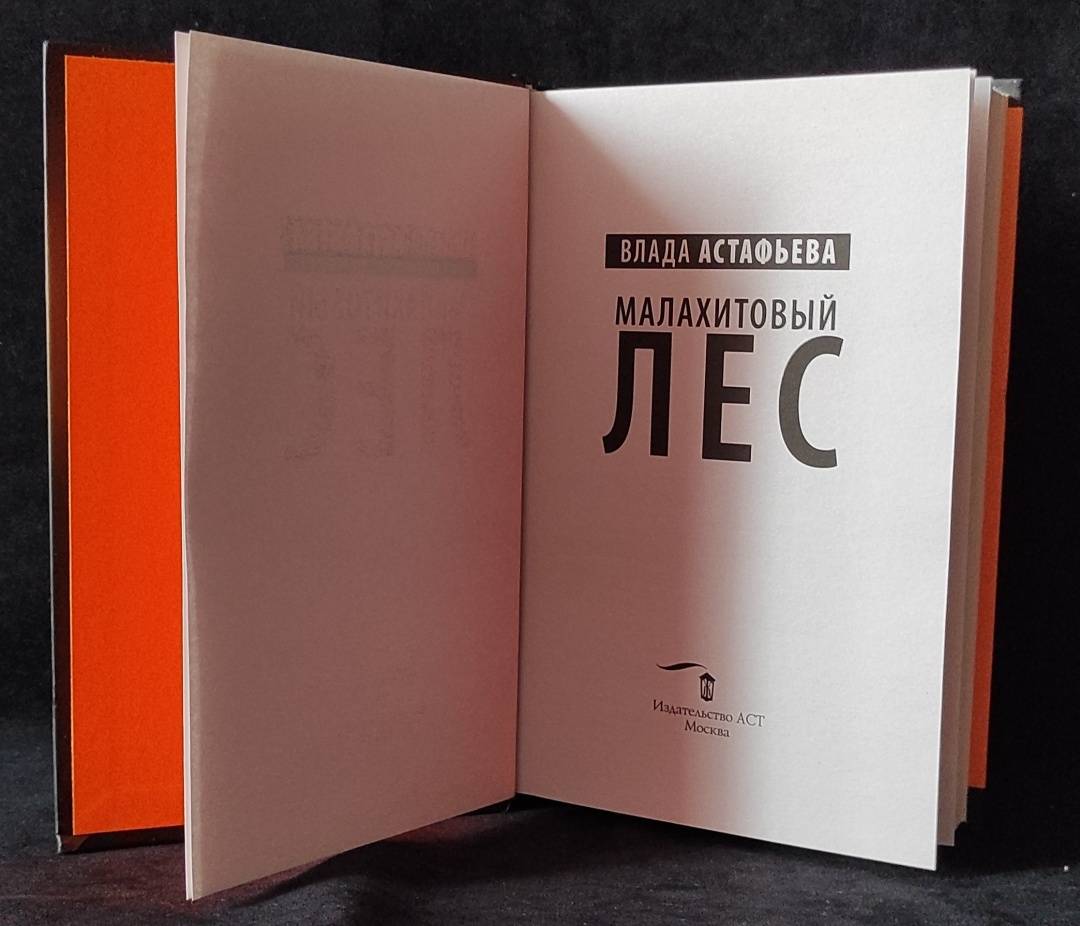 ВЛАДА АСТАФЬЕВА
МАЛАХИТОВЫЙ
ЛЕС
Издательство АСТ
Москва